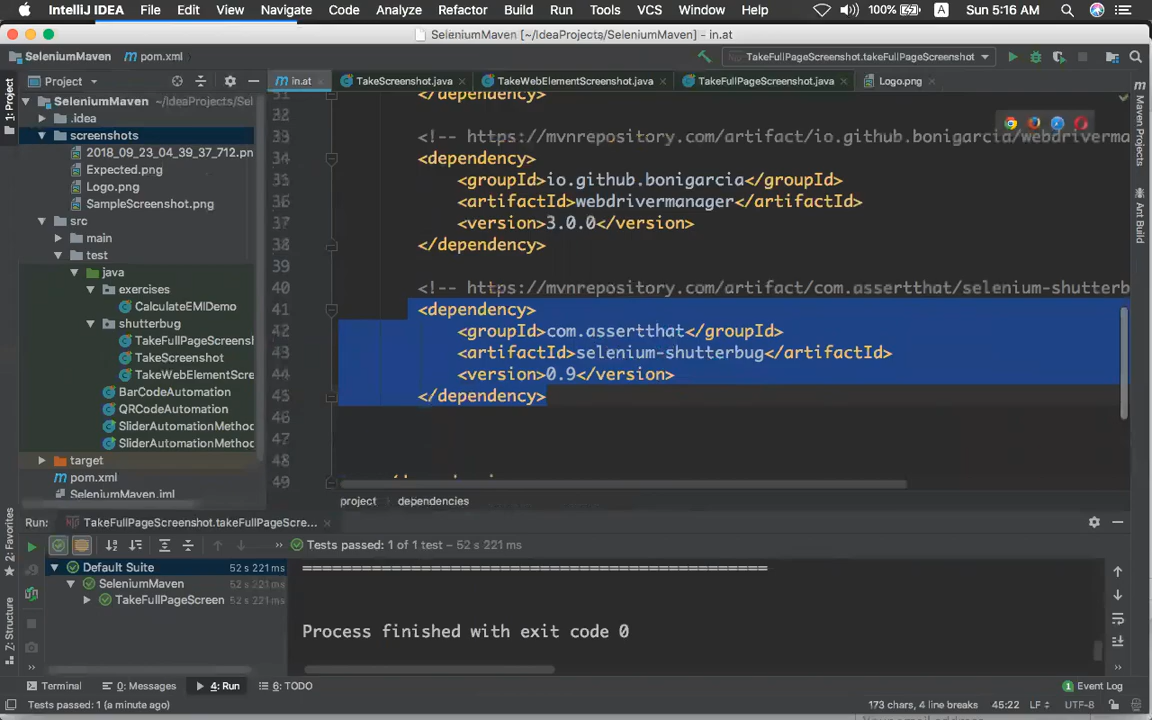 IntelliJ IDEA File Edit View Navigate Code Analyze Refactor Build Run Tools VCS Window Help 100% A Sun 5:16 AM
SeleniumMaven [~/IdeaProjects/SeleniumMaven] - in.at
SeleniumMaven m pom.xml TakeFullPageScreenshot.takeFullPageScreenshot
Project m in.at TakeScreenshot.java TakeWebElementScreenshot.java TakeFullPageScreenshot.java Logo.png
SeleniumMaven ~/IdeaProjects/Sel
.idea
screenshots
2018_09_23_04_39_37_712.pn
Expected.png
Logo.png
SampleScreenshot.png
src
main
test
java
exercises
CalculateEMIDemo
shutterbug
TakeFullPageScreensh
TakeScreenshot
TakeWebElementScre
BarCodeAutomation
QRCodeAutomation
SliderAutomationMethoc
SliderAutomationMethoc
target
m pom.xml
SeleniumMaven.iml
1: Project
2: Favorites
Z: Structure
m Maven Projects
Ant Build
31 </dependency>
32
33 <!-- https://mvnrepository.com/artifact/io.github.bonigarcia/webdriverma
34 <dependency>
35 <groupId>io.github.bonigarcia</groupId>
36 <artifactId>webdrivermanager</artifactId>
37 <version>3.0.0</version>
38 </dependency>
39
40 <!-- https://mvnrepository.com/artifact/com.assertthat/selenium-shutterb
41 <dependency>
42 <groupId>com.assertthat</groupId>
43 <artifactId>selenium-shutterbug</artifactId>
44 <version>0.9</version>
45 </dependency>
46
47
48
49
project dependencies
Run: TakeFullPageScreenshot.takeFullPageScre...
Tests passed: 1 of 1 test – 52 s 221 ms
Default Suite 52 s 221 ms
SeleniumMaven 52 s 221 ms
TakeFullPageScreen 52 s 221 ms
===============================================
Process finished with exit code 0
Terminal 0: Messages 4: Run 6: TODO 1 Event Log
Tests passed: 1 (a minute ago) 173 chars, 4 line breaks 45:22 LF UTF-8